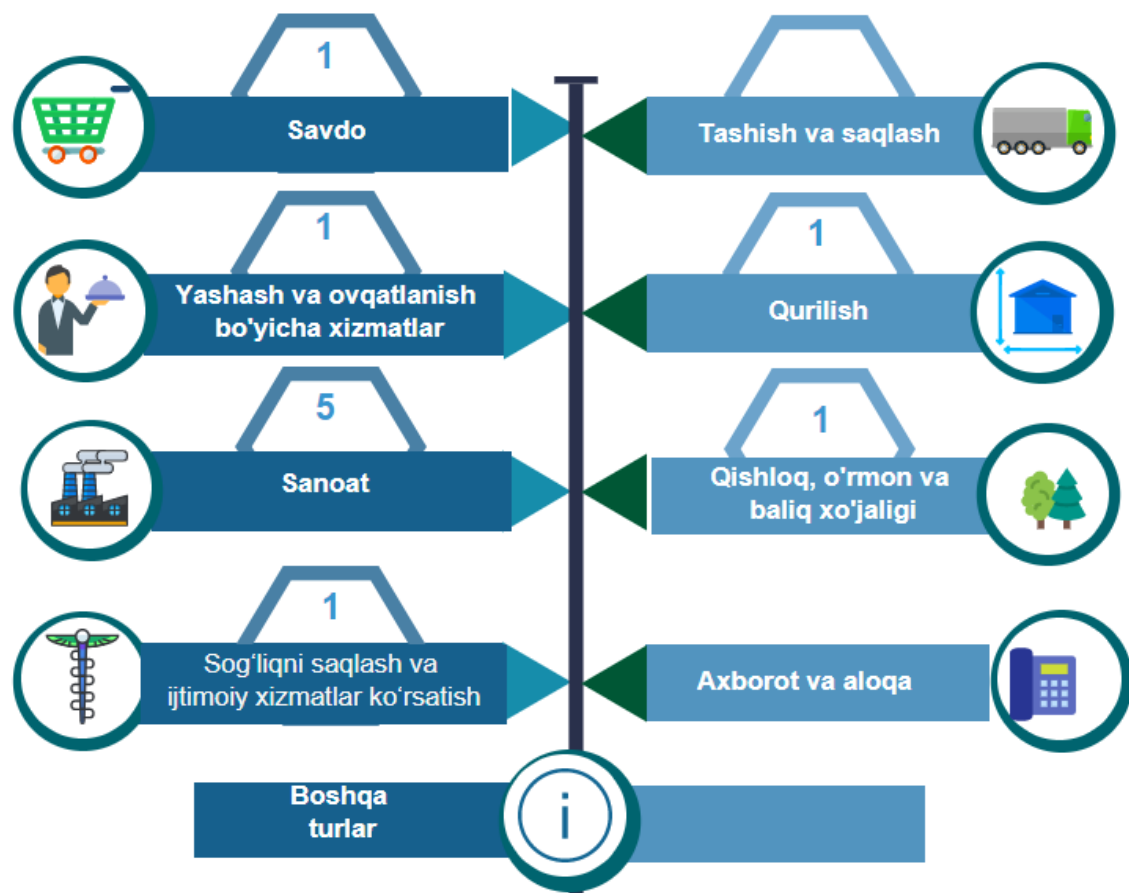 1
Savdo
Tashish va saqlash
1
Yashash va ovqatlanish
bo'yicha xizmatlar
1
Qurilish
5
Sanoat
1
Qishloq, o'rmon va
baliq xo'jaligi
1
Sog‘liqni saqlash va
ijtimoiy xizmatlar ko‘rsatish
Axborot va aloqa
Boshqa
turlar
i